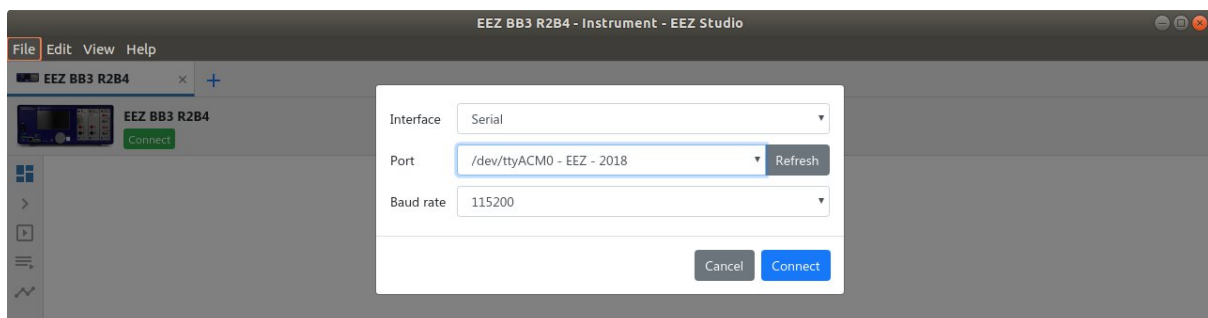 EEZ BB3 R2B4 - Instrument - EEZ Studio
File Edit View Help
EEZ BB3 R2B4 × +
EEZ BB3 R2B4
Connect
Interface Serial
Port /dev/ttyACM0 - EEZ - 2018 Refresh
Baud rate 115200
Cancel Connect